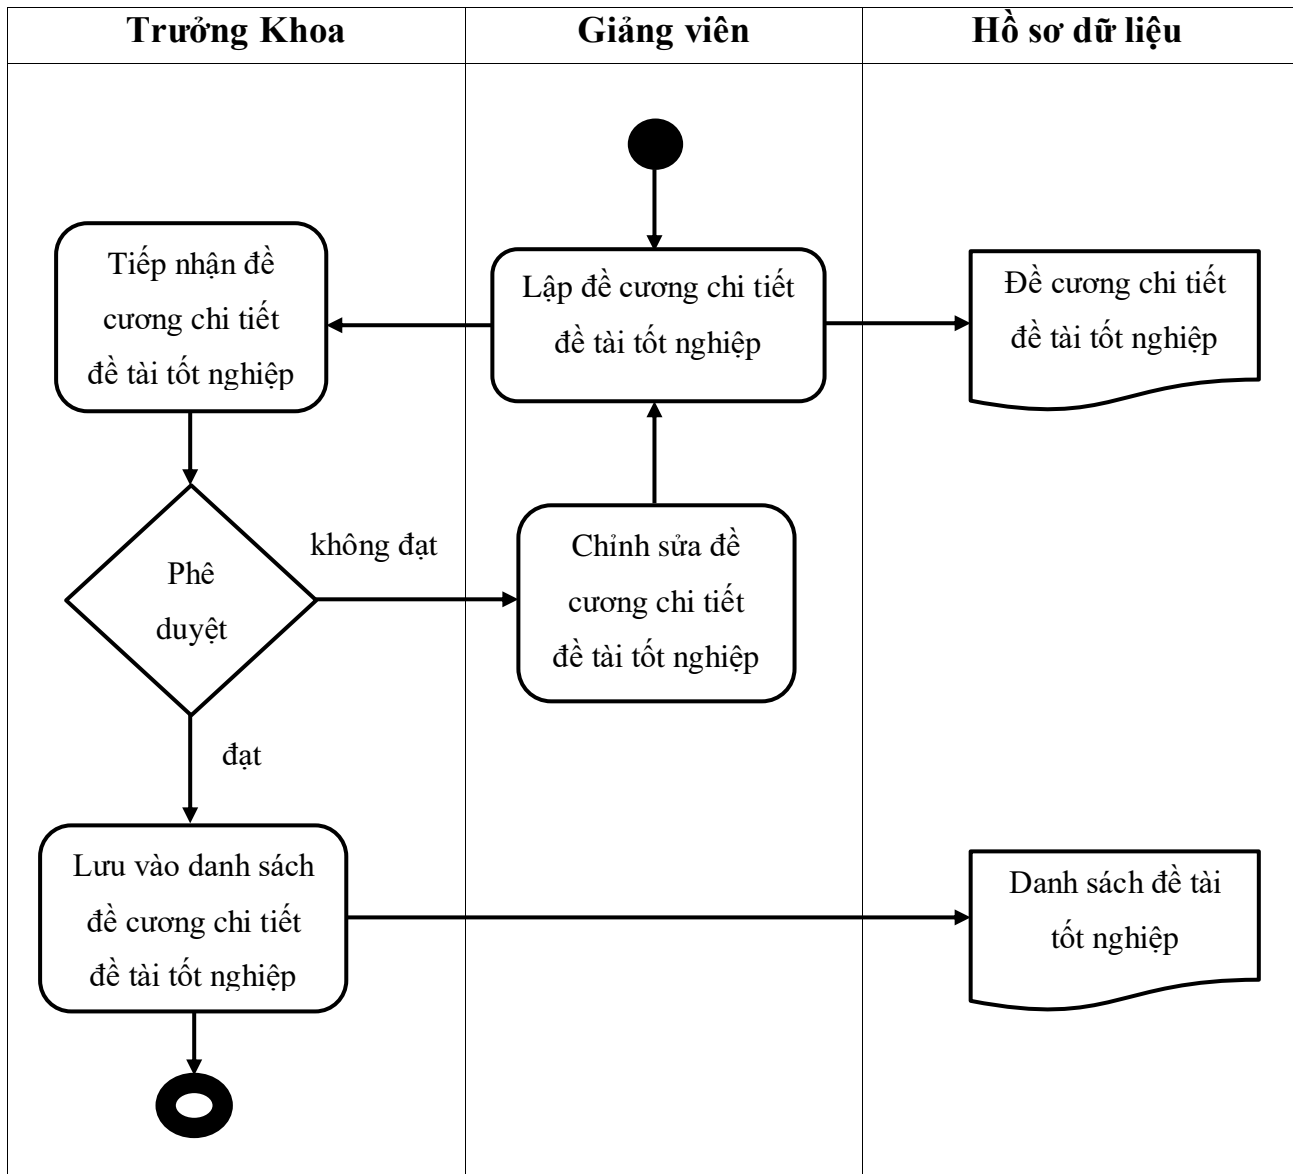 Trưởng Khoa
Giảng viên
Hồ sơ dữ liệu
Tiếp nhận đề
cương chi tiết
đề tài tốt nghiệp
Lập đề cương chi tiết
đề tài tốt nghiệp
Đề cương chi tiết
đề tài tốt nghiệp
Phê
duyệt
không đạt
Chỉnh sửa đề
cương chi tiết
đề tài tốt nghiệp
đạt
Lưu vào danh sách
đề cương chi tiết
đề tài tốt nghiệp
Danh sách đề tài
tốt nghiệp